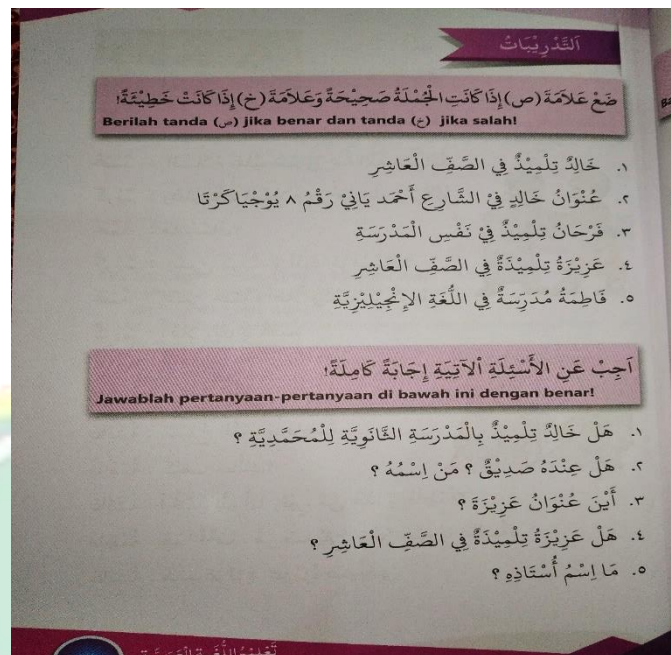 اَلتَّدْرِيْبَاتُ
ضَعْ عَلاَمَةَ (ص) إِذَا كَانَتِ الْجُمْلَةُ صَحِيْحَةً وَعَلاَمَةَ (خ) إِذَا كَانَتْ خَطِيْئَةً!
Berilah tanda (ص) jika benar dan tanda (خ) jika salah!
١. خَالِدٌ تِلْمِيْذٌ فِي الصَّفِّ الْعَاشِرِ
٢. عُنْوَانُ خَالِدٍ فِيْ الشَّارِعِ أَحْمَد يَانِيْ رَقْمُ ٨ يُوْجْيَاكَرْتَا
٣. فَرْحَانُ تِلْمِيْذٌ فِيْ نَفْسِ الْمَدْرَسَةِ
٤. عَزِيْزَةُ تِلْمِيْذَةٌ فِي الصَّفِّ الْعَاشِرِ
٥. فَاطِمَةُ مُدَرِّسَةٌ فِي اللُّغَةِ الإِنْجِيْلِيْزِيَّةِ
اَجِبْ عَنِ الأَسْئِلَةِ اْلآتِيَةِ إِجَابَةً كَامِلَةً!
Jawablah pertanyaan-pertanyaan di bawah ini dengan benar!
١. هَلْ خَالِدٌ تِلْمِيْذٌ بِالْمَدْرَسَةِ الثَّانَوِيَّةِ لِلْمُحَمَّدِيَّةِ ؟
٢. هَلْ عِنْدَهُ صَدِيْقٌ ؟ مَنْ اِسْمُهُ ؟
٣. أَيْنَ عُنْوَانُ عَزِيْزَةَ ؟
٤. هَلْ عَزِيْزَةُ تِلْمِيْذَةٌ فِي الصَّفِّ الْعَاشِرِ ؟
٥. مَا اِسْمُ أُسْتَاذِهِ ؟